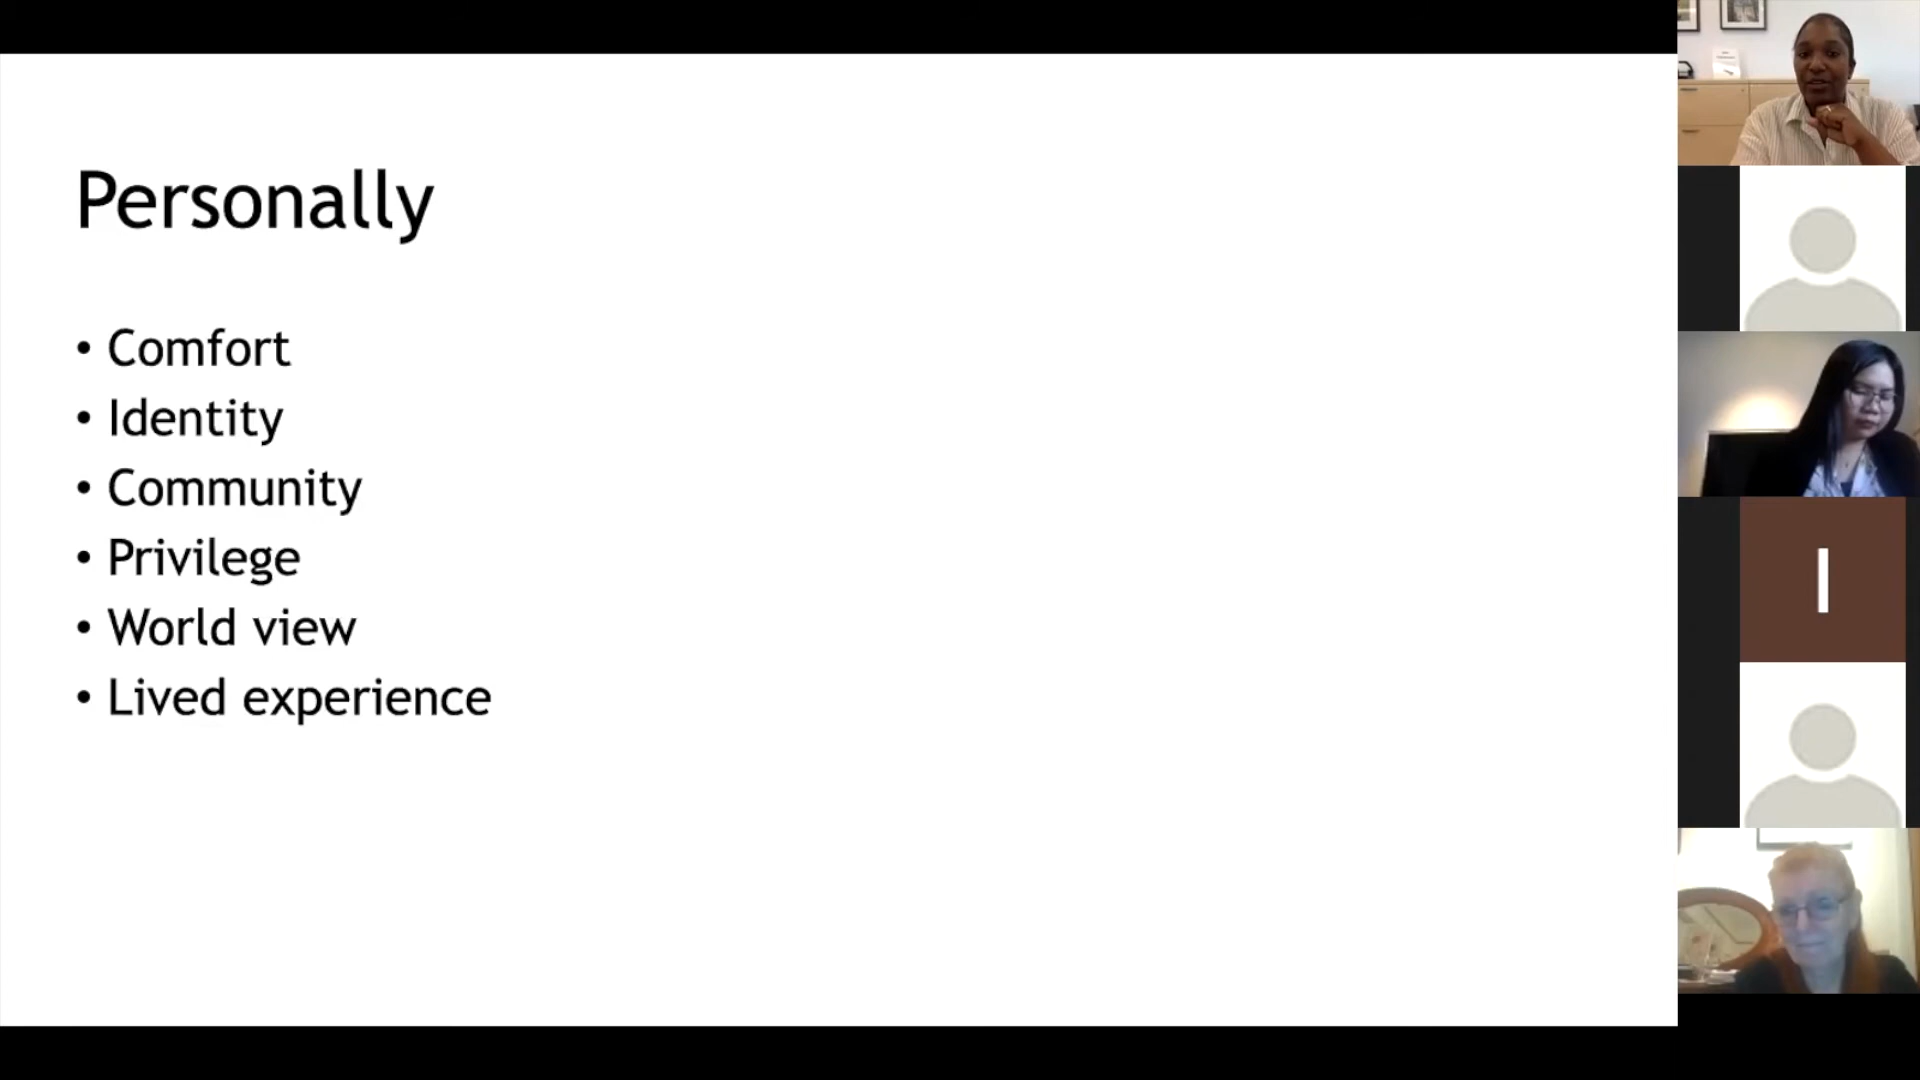 Personally
• Comfort
• Identity
• Community
• Privilege
• World view
• Lived experience
I